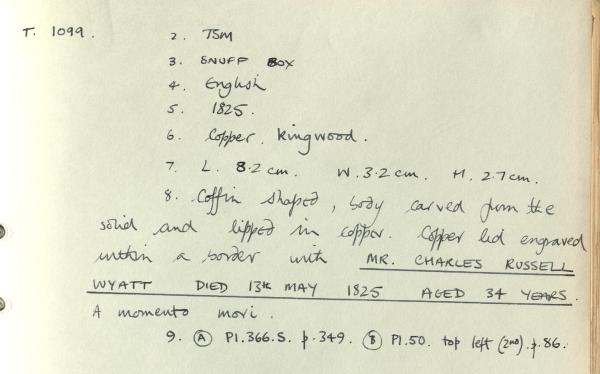 T. 1099.
2. TSM
3. SNUFF BOX
4. English
5. 1825.
6. Copper. Kingwood.
7. L. 8.2 cm. W. 3.2 cm. H. 2.7 cm.
8. Coffin shaped, body carved from the
solid and lipped in copper. Copper lid engraved
within a border with MR. CHARLES RUSSELL
WYATT DIED 13th MAY 1825 AGED 34 YEARS.
A momento mori.
9. (A) Pl.366.S. p.349. (B) Pl.50. top left (2nd). p.86.